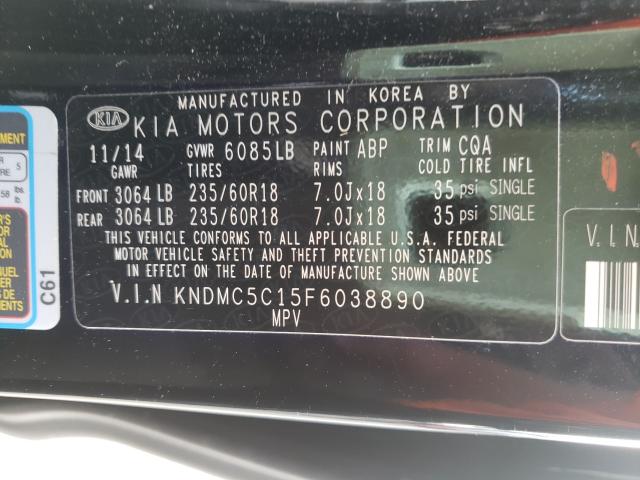 MANUFACTURED IN KOREA BY
KIA KIA MOTORS CORPORATION
11/14 GVWR 6085LB PAINT ABP TRIM CQA
GAWR TIRES RIMS COLD TIRE INFL
FRONT 3064 LB 235/60R18 7.0Jx18 35 psi SINGLE
REAR 3064 LB 235/60R18 7.0Jx18 35 psi SINGLE
THIS VEHICLE CONFORMS TO ALL APPLICABLE U.S.A. FEDERAL
MOTOR VEHICLE SAFETY AND THEFT PREVENTION STANDARDS
IN EFFECT ON THE DATE OF MANUFACTURE SHOWN ABOVE.
V.I.N KNDMC5C15F6038890
MPV
C61
5
lbs.
V.I.N